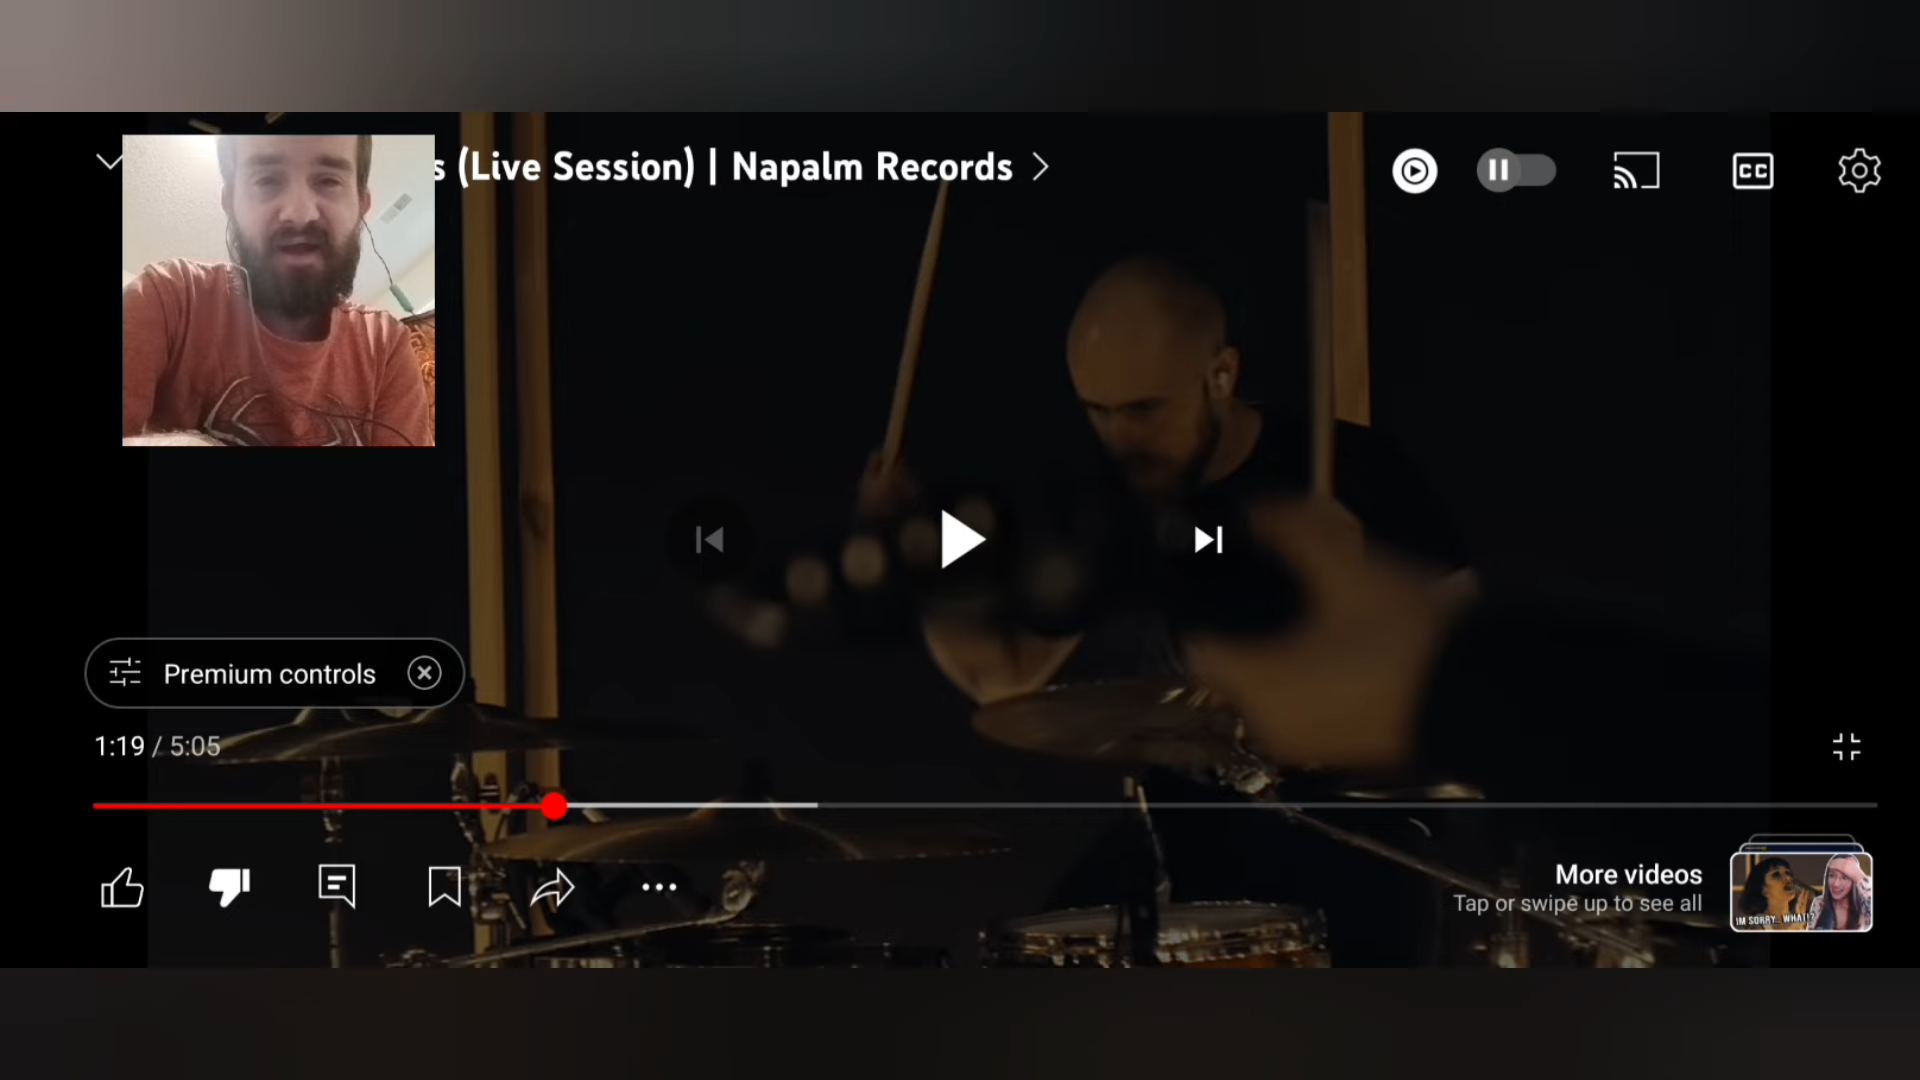 s (Live Session) | Napalm Records
CC
Premium controls
1:19 / 5:05
More videos
Tap or swipe up to see all
IM SORRY.. WHAT!?